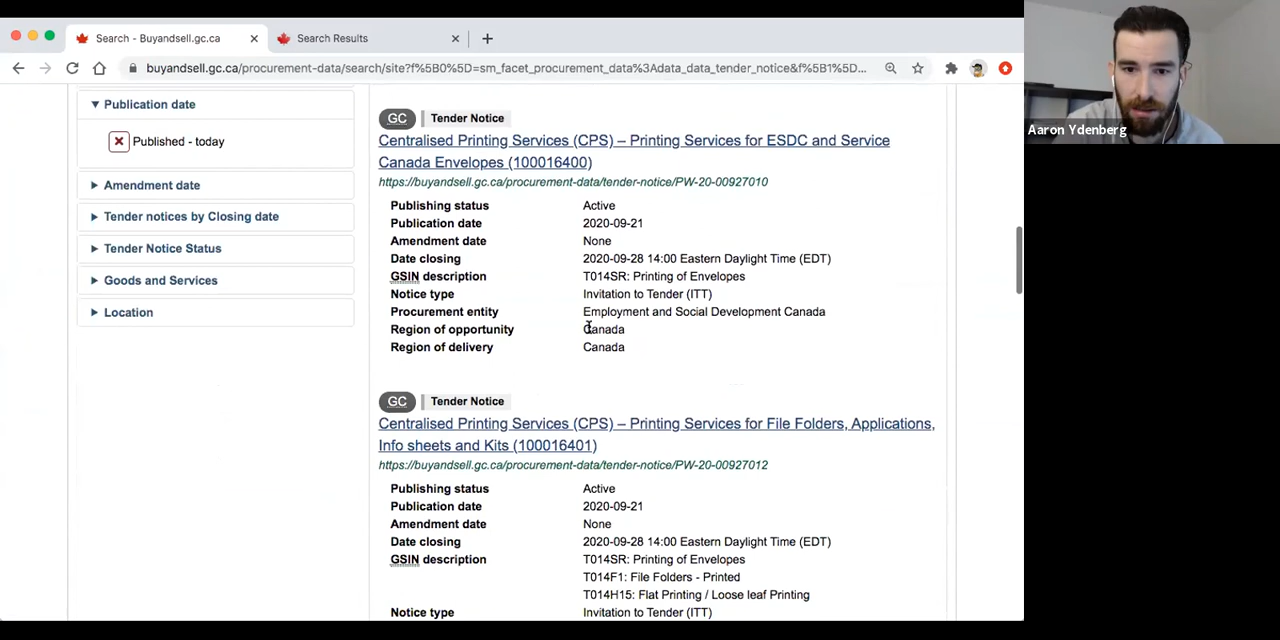 Search - Buyandsell.gc.ca
Search Results
buyandsell.gc.ca/procurement-data/search/site?f%5B0%5D=sm_facet_procurement_data%3Adata_data_tender_notice&f%5B1%5D...
Aaron Ydenberg
Publication date
Published - today
Amendment date
Tender notices by Closing date
Tender Notice Status
Goods and Services
Location
GC Tender Notice
Centralised Printing Services (CPS) – Printing Services for ESDC and Service
Canada Envelopes (100016400)
https://buyandsell.gc.ca/procurement-data/tender-notice/PW-20-00927010
Publishing status Active
Publication date 2020-09-21
Amendment date None
Date closing 2020-09-28 14:00 Eastern Daylight Time (EDT)
GSIN description T014SR: Printing of Envelopes
Notice type Invitation to Tender (ITT)
Procurement entity Employment and Social Development Canada
Region of opportunity Canada
Region of delivery Canada
GC Tender Notice
Centralised Printing Services (CPS) – Printing Services for File Folders, Applications,
Info sheets and Kits (100016401)
https://buyandsell.gc.ca/procurement-data/tender-notice/PW-20-00927012
Publishing status Active
Publication date 2020-09-21
Amendment date None
Date closing 2020-09-28 14:00 Eastern Daylight Time (EDT)
GSIN description T014SR: Printing of Envelopes
T014F1: File Folders - Printed
T014H15: Flat Printing / Loose leaf Printing
Notice type Invitation to Tender (ITT)